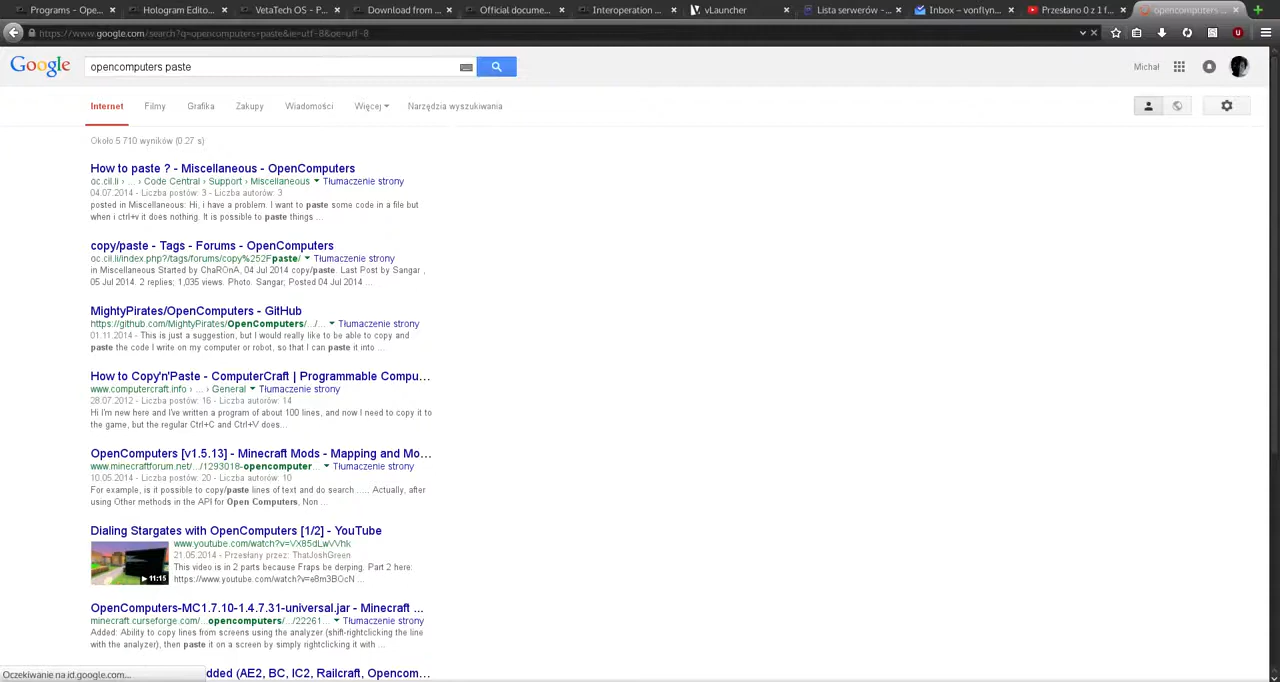 Programs - Ope... Hologram Edito... VetaTech OS - P... Download from ... Official docume... Interoperation ... vLauncher Lista serwerów -... Inbox – vonflyn... Przesłano 0 z 1 f... opencomputers ...
https://www.google.com/search?q=opencomputers+paste&ie=utf-8&oe=utf-8
Google opencomputers paste Michał
Internet Filmy Grafika Zakupy Wiadomości Więcej Narzędzia wyszukiwania
Około 5 710 wyników (0.27 s)
How to paste ? - Miscellaneous - OpenComputers
oc.cil.li › ... › Code Central › Support › Miscellaneous Tłumaczenie strony
04.07.2014 - Liczba postów: 3 - Liczba autorów: 3
posted in Miscellaneous: Hi, i have a problem. I want to paste some code in a file but
when i ctrl+v it does nothing. It is possible to paste things ...
copy/paste - Tags - Forums - OpenComputers
oc.cil.li/index.php?/tags/forums/copy%252Fpaste/ Tłumaczenie strony
in Miscellaneous Started by ChaROnA, 04 Jul 2014 copy/paste. Last Post by Sangar ,
05 Jul 2014. 2 replies; 1,035 views. Photo. Sangar, Posted 04 Jul 2014 ...
MightyPirates/OpenComputers - GitHub
https://github.com/MightyPirates/OpenComputers/.../... Tłumaczenie strony
01.11.2014 - This is just a suggestion, but I would really like to be able to copy and
paste the code I write on my computer or robot, so that I can paste it into ...
How to Copy'n'Paste - ComputerCraft | Programmable Compu...
www.computercraft.info › ... › General Tłumaczenie strony
28.07.2012 - Liczba postów: 16 - Liczba autorów: 14
Hi I'm new here and I've written a program of about 100 lines, and now I need to copy it to
the game, but the regular Ctrl+C and Ctrl+V does...
OpenComputers [v1.5.13] - Minecraft Mods - Mapping and Mo...
www.minecraftforum.net/.../1293018-opencomputer... Tłumaczenie strony
10.05.2014 - Liczba postów: 20 - Liczba autorów: 10
For example, is it possible to copy/paste lines of text and do search ..... Actually, after
using Other methods in the API for Open Computers, Non ...
Dialing Stargates with OpenComputers [1/2] - YouTube
www.youtube.com/watch?v=VX85dLwVVhk
21.05.2014 - Przesłany przez: ThatJoshGreen
This video is in 2 parts because Fraps be derping. Part 2 here:
11:15 https://www.youtube.com/watch?v=e8m3BOcN ...
OpenComputers-MC1.7.10-1.4.7.31-universal.jar - Minecraft ...
minecraft.curseforge.com/...opencomputers/.../22261... Tłumaczenie strony
Added: Ability to copy lines from screens using the analyzer (shift-rightclicking the line
with the analyzer), then paste it on a screen by simply rightclicking it with ...
Oczekiwanie na id.google.com... dded (AE2, BC, IC2, Railcraft, Opencom...